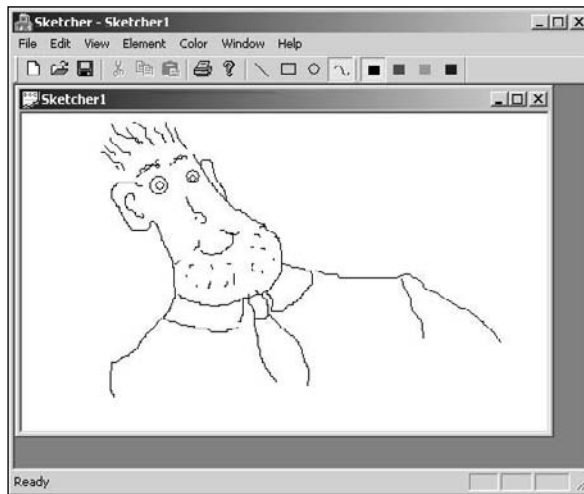 Sketcher - Sketcher1
File Edit View Element Color Window Help
Sketcher1
Ready